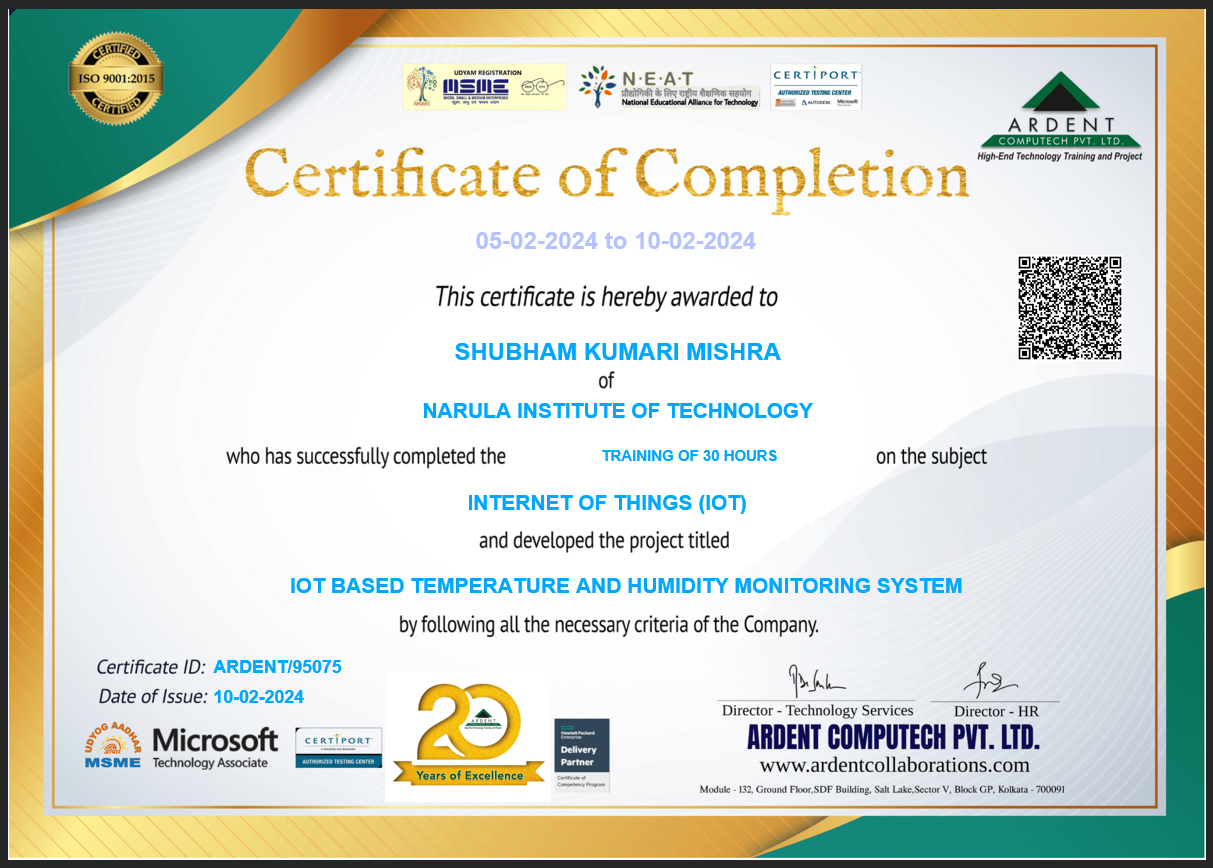 CERTIFIED
ISO 9001:2015
CERTIFIED
UDYAM REGISTRATION
MSME
MICRO, SMALL & MEDIUM ENTERPRISES
N·E·A·T
प्रौद्योगिकी के लिए राष्ट्रीय शैक्षणिक सहयोग
National Educational Alliance for Technology
CERTIPORT
AUTHORIZED TESTING CENTER
AUTODESK Microsoft
ARDENT
COMPUTECH PVT. LTD.
High-End Technology Training and Project
Certificate of Completion
05-02-2024 to 10-02-2024
This certificate is hereby awarded to
SHUBHAM KUMARI MISHRA
of
NARULA INSTITUTE OF TECHNOLOGY
who has successfully completed the TRAINING OF 30 HOURS on the subject
INTERNET OF THINGS (IOT)
and developed the project titled
IOT BASED TEMPERATURE AND HUMIDITY MONITORING SYSTEM
by following all the necessary criteria of the Company.
Certificate ID: ARDENT/95075
Date of Issue: 10-02-2024
UDYOG AADHAR
MSME
Microsoft
Technology Associate
CERTIPORT
AUTHORIZED TESTING CENTER
20
ARDENT
Years of Excellence
Hewlett Packard
Enterprise
Delivery
Partner
Certificate of
Competency Program
Director - Technology Services
Director - HR
ARDENT COMPUTECH PVT. LTD.
www.ardentcollaborations.com
Module - 132, Ground Floor,SDF Building, Salt Lake,Sector V, Block GP, Kolkata - 700091